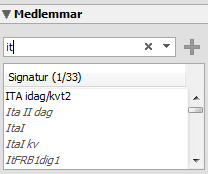 Medlemmar
it
Signatur (1/33)
ITA idag/kvt2
Ita II dag
ItaI
ItaI kv
ItFRB1dig1